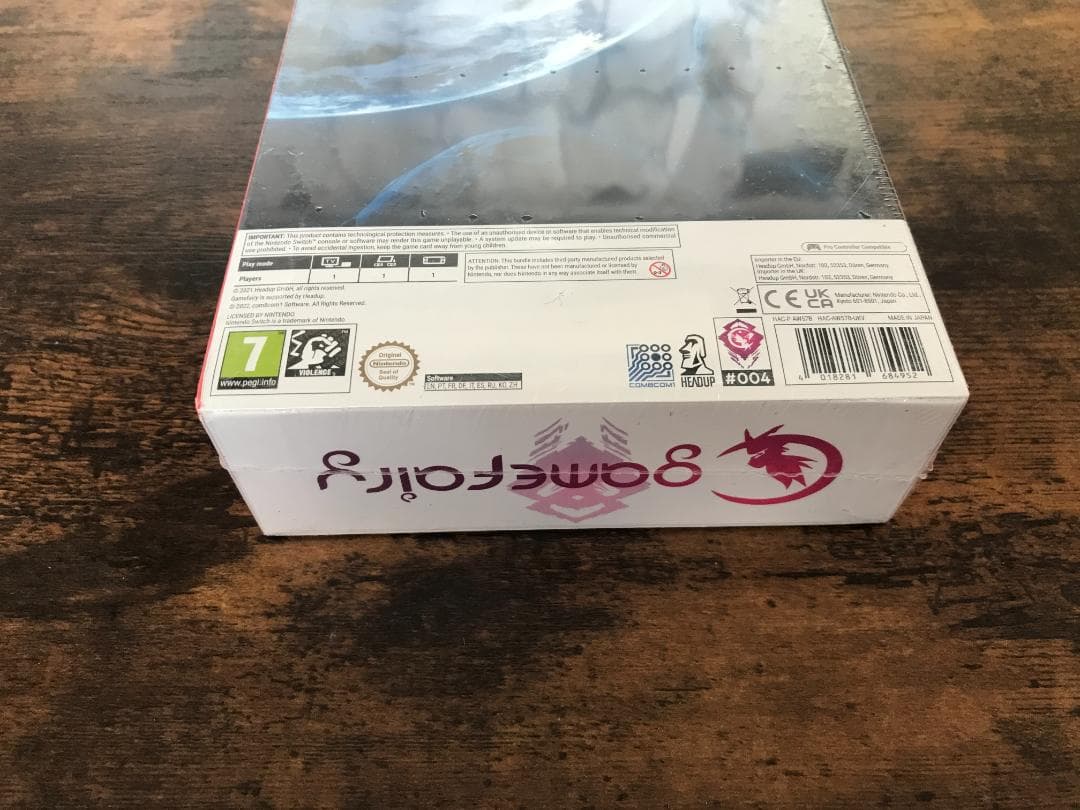 IMPORTANT: This product contains technological protection measures. • The use of an unauthorised device or software that enables technical modification
of the Nintendo Switch™ console or software may render this game unplayable. • A system update may be required to play. • Unauthorised commercial
use prohibited. • To avoid accidental ingestion, keep the game card away from young children.
Pro Controller Compatible
Play mode
TV
Players
1
1
1
ATTENTION: This bundle includes third party manufactured products selected
by the publisher. These have not been manufactured or licensed by
Nintendo, nor does Nintendo in any way associate itself with them.
Importer in the EU:
Headup GmbH, Nordstr. 102, 52353, Düren, Germany.
Importer in the UK:
Headup GmbH, Nordstr. 102, 52353, Düren, Germany.
© 2021 Headup GmbH, all rights reserved.
Gamefairy is supported by Headup.
© 2022, combcom1 Software. All Rights Reserved.
LICENSED BY NINTENDO
Nintendo Switch is a trademark of Nintendo.
CE UK CA
Manufacturer: Nintendo Co., Ltd.,
Kyoto 601-8501, Japan
HAC-P AW57B HAC-AW57B-UKV MADE IN JAPAN
7
www.pegi.info
VIOLENCE
TM
Original
Nintendo
Seal of
Quality
Software
EN, PT, FR, DE, IT, ES, RU, KO, ZH
COMBCOM1
HEADUP
#004
4 018281 684952
gamefairy